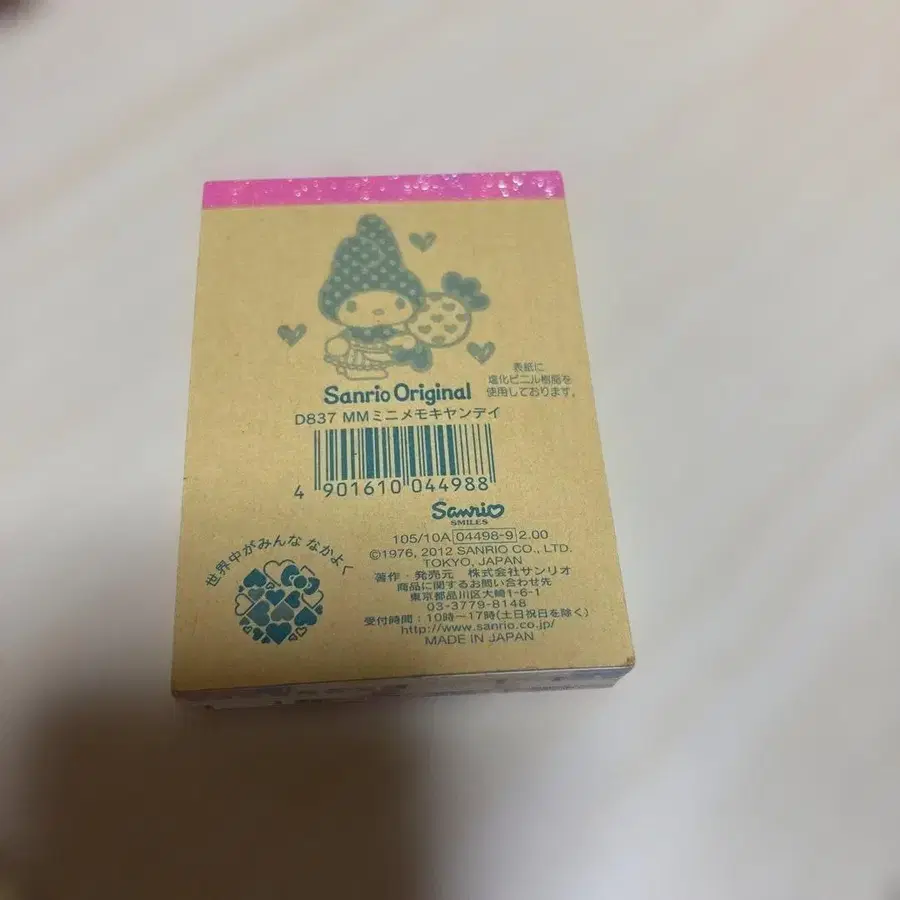 表紙に
塩化ビニル樹脂を
使用しております。
Sanrio Original
D837 MMミニメモキヤンデイ
4 901610 044988
Sanrio
SMILES
105/10A 04498-9 2.00
©1976, 2012 SANRIO CO., LTD.
TOKYO, JAPAN
著作・発売元 株式会社サンリオ
商品に関するお問い合わせ先
東京都品川区大崎1-6-1
03-3779-8148
受付時間:10時ー17時(土日祝日を除く)
http://www.sanrio.co.jp/
MADE IN JAPAN
世界中がみんな なかよく